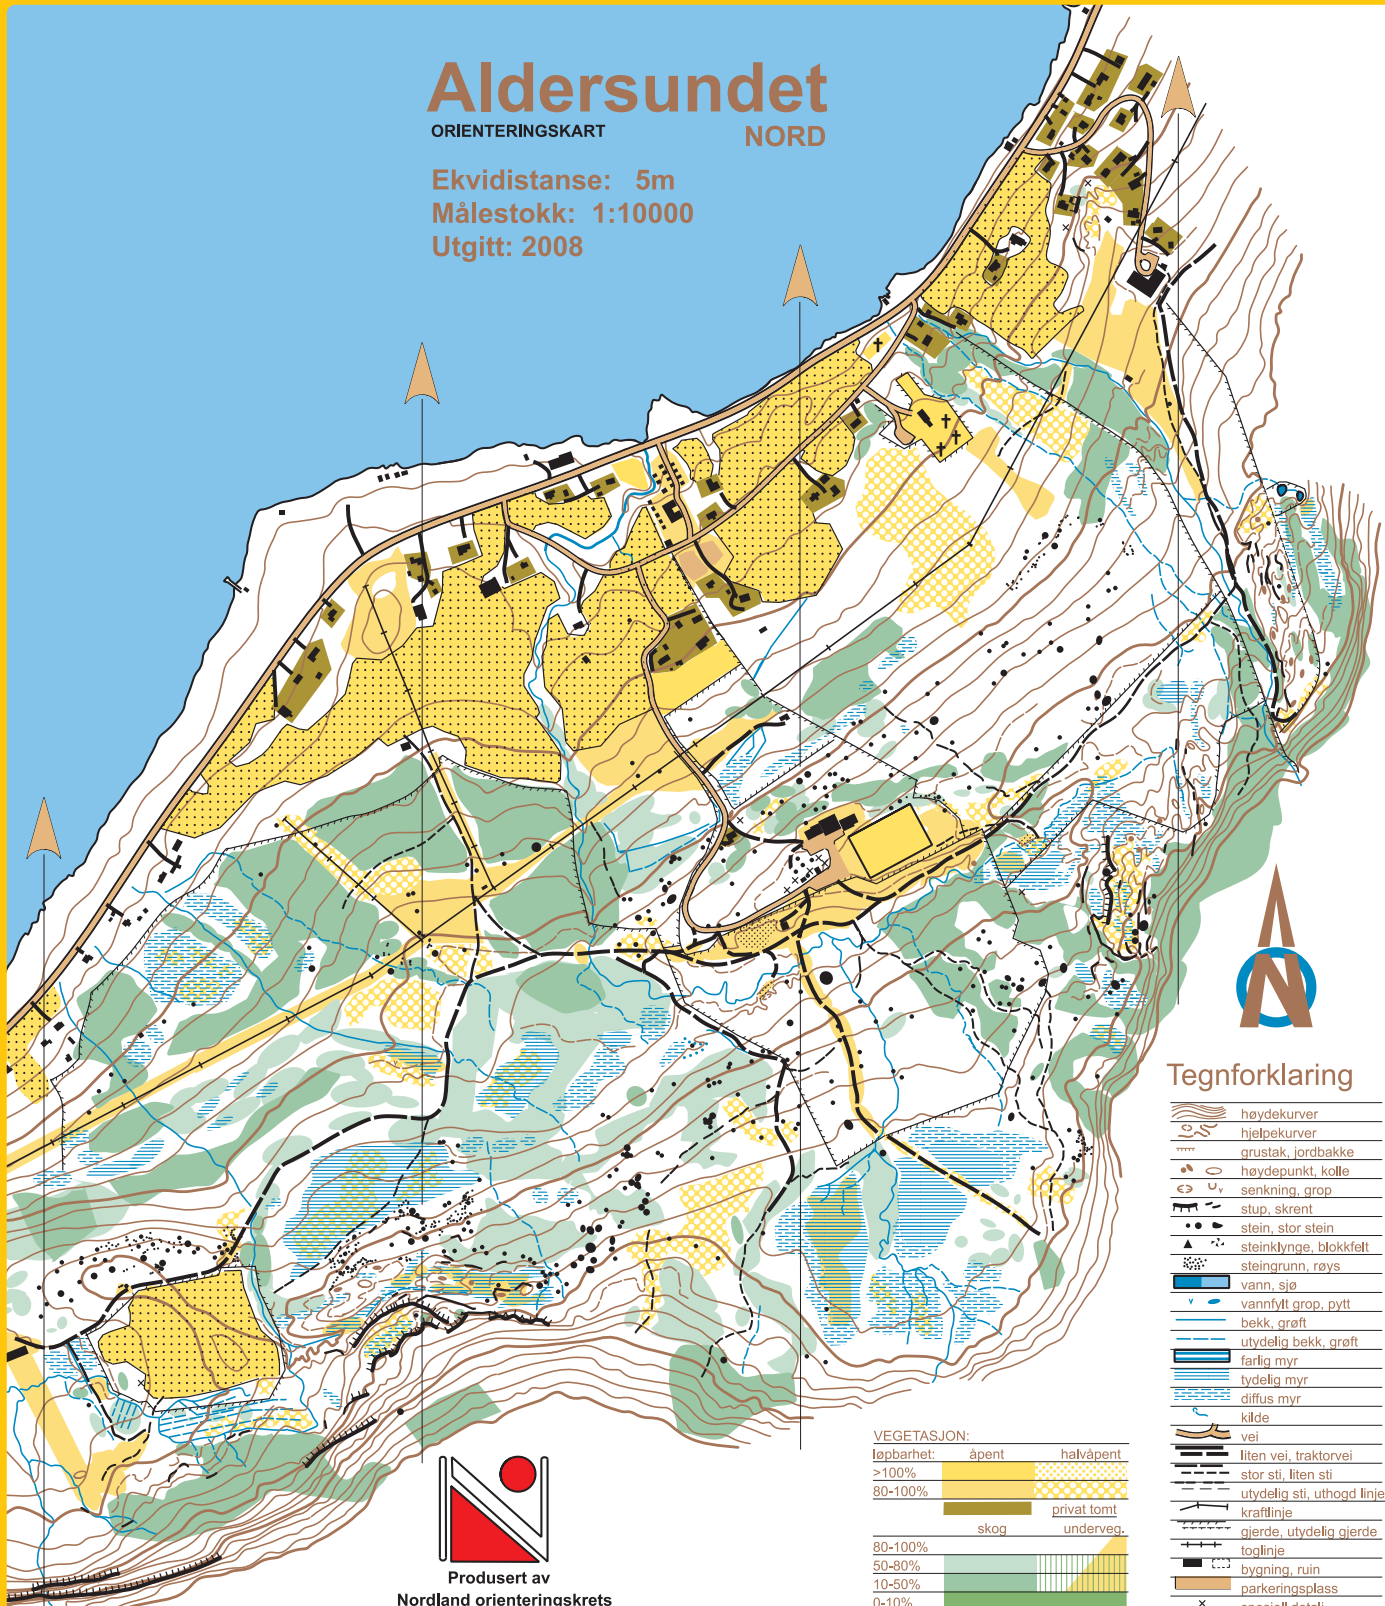 Aldersundet
ORIENTERINGSKART
NORD
Ekvidistanse: 5m
Målestokk: 1:10000
Utgitt: 2008
N
Tegnforklaring
høydekurver
hjelpekurver
grustak, jordbakke
høydepunkt, kolle
senkning, grop
stup, skrent
stein, stor stein
steinklynge, blokkfelt
steingrunn, røys
vann, sjø
vannfylt grop, pytt
bekk, grøft
utydelig bekk, grøft
farlig myr
tydelig myr
diffus myr
kilde
vei
liten vei, traktorvei
stor sti, liten sti
utydelig sti, uthogd linje
kraftlinje
gjerde, utydelig gjerde
toglinje
bygning, ruin
parkeringsplass
spesiell detalj
VEGETASJON:
løpbarhet: åpent halvåpent
>100%
80-100%
privat tomt
skog underveg.
80-100%
50-80%
10-50%
0-10%
Produsert av
Nordland orienteringskrets